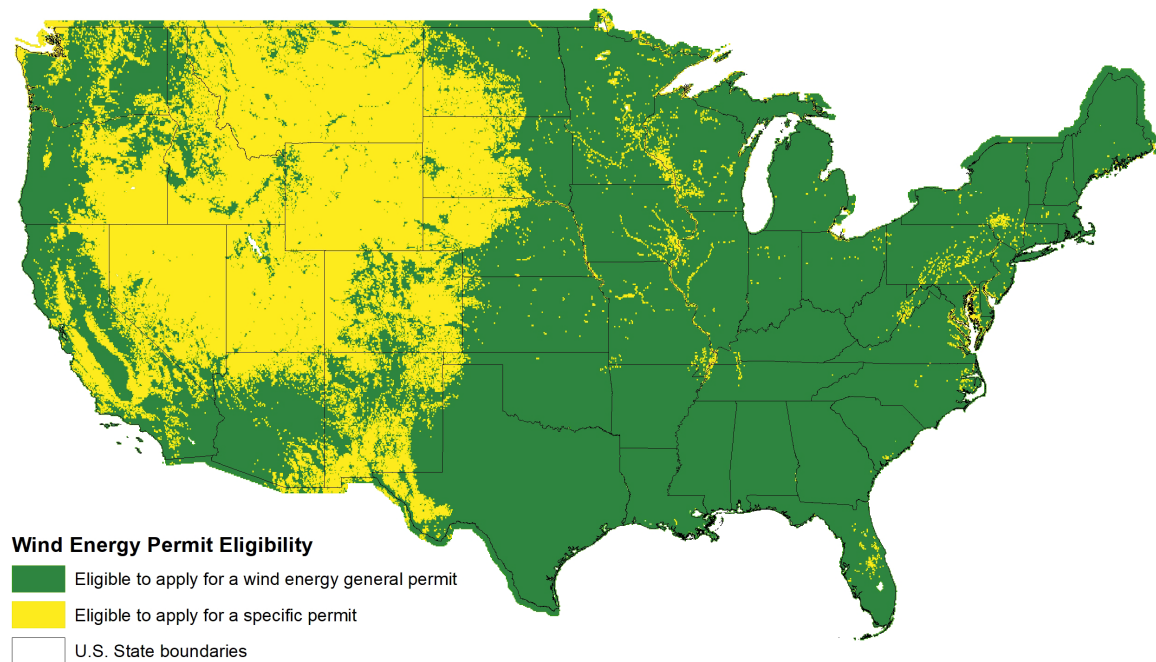 Wind Energy Permit Eligibility
Eligible to apply for a wind energy general permit
Eligible to apply for a specific permit
U.S. State boundaries